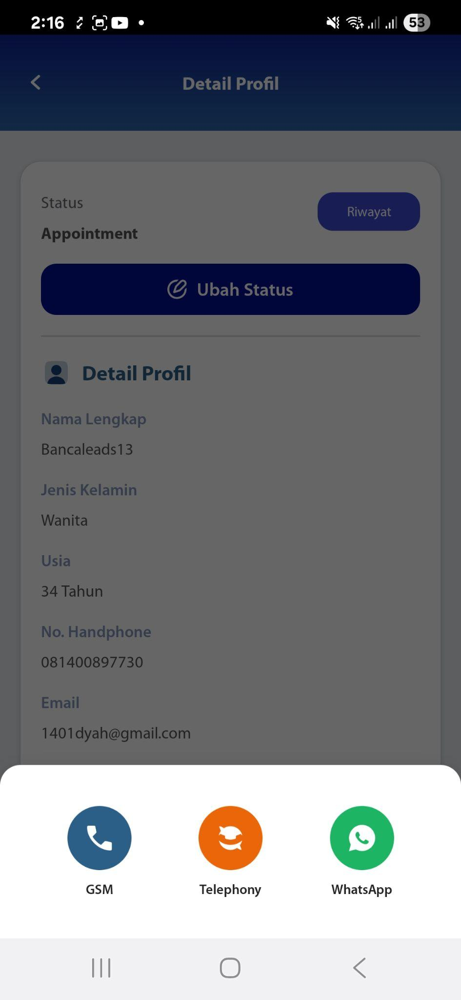 2:16
5
53
Detail Profil
Status
Riwayat
Appointment
Ubah Status
Detail Profil
Nama Lengkap
Bancaleads13
Jenis Kelamin
Wanita
Usia
34 Tahun
No. Handphone
081400897730
Email
1401dyah@gmail.com
GSM
Telephony
WhatsApp